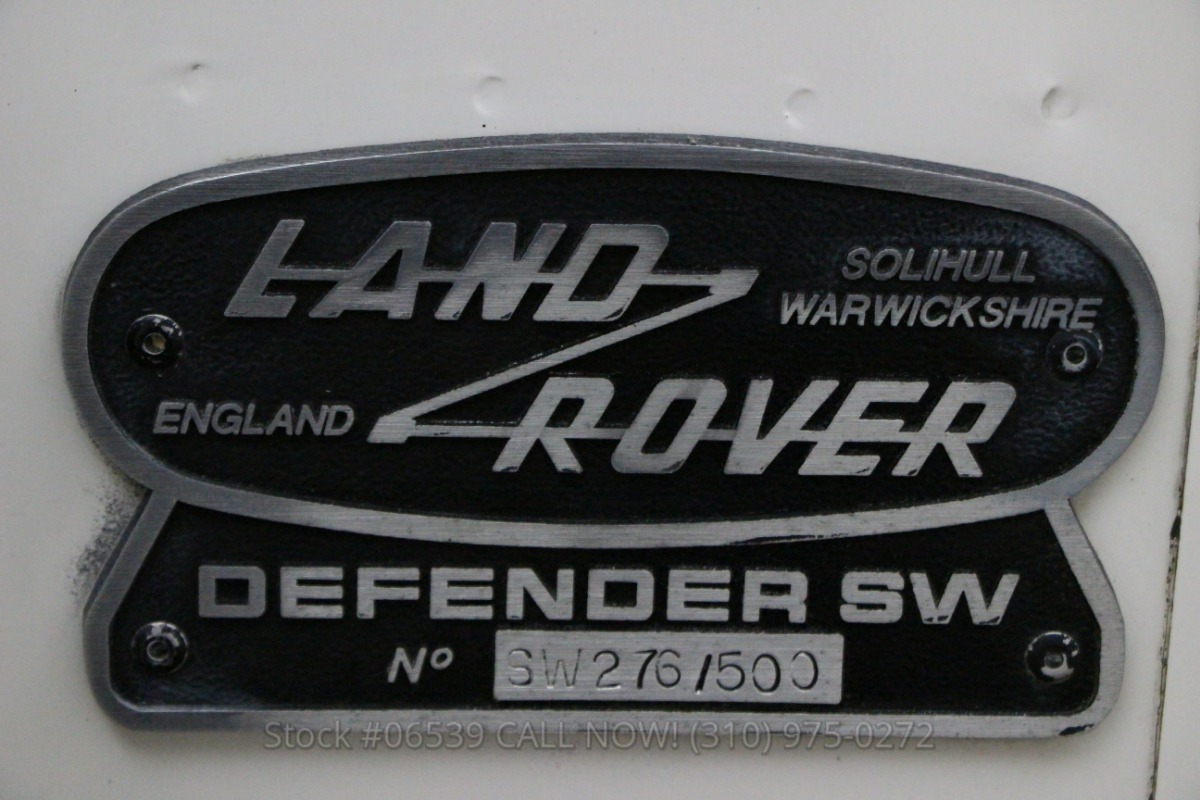 LAND
SOLIHULL
WARWICKSHIRE
ENGLAND
ROVER
DEFENDER SW
Nº SW276/500
Stock #06539 CALL NOW! (310) 975-0272